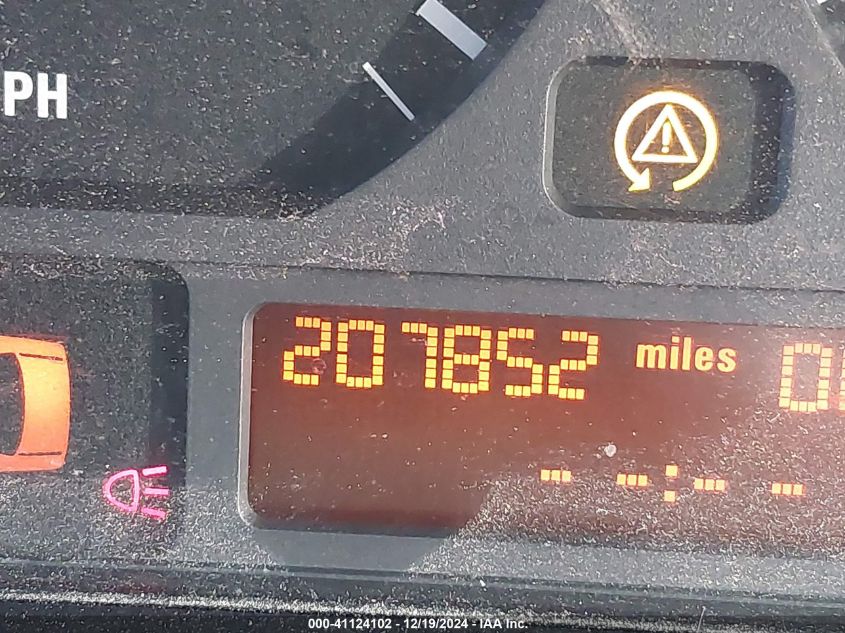 PH
207852 miles
- --:-- -
000-41124102 - 12/19/2024 - IAA Inc.